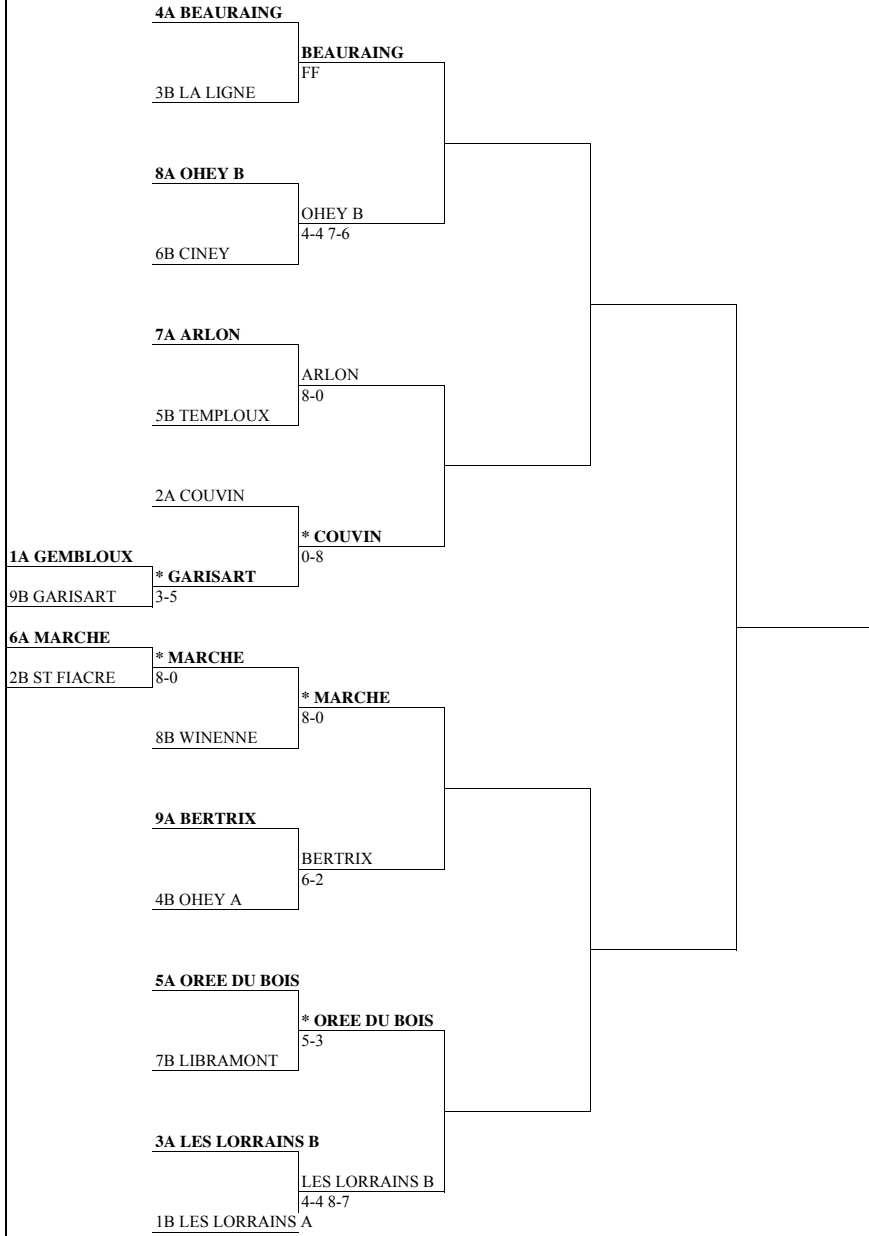 4A BEAURAING
BEAURAING
FF
3B LA LIGNE
8A OHEY B
OHEY B
4-4 7-6
6B CINEY
7A ARLON
ARLON
8-0
5B TEMPLOUX
2A COUVIN
* COUVIN
0-8
1A GEMBLOUX
* GARISART
3-5
9B GARISART
6A MARCHE
* MARCHE
8-0
2B ST FIACRE
* MARCHE
8-0
8B WINENNE
9A BERTRIX
BERTRIX
6-2
4B OHEY A
5A OREE DU BOIS
* OREE DU BOIS
5-3
7B LIBRAMONT
3A LES LORRAINS B
LES LORRAINS B
4-4 8-7
1B LES LORRAINS A